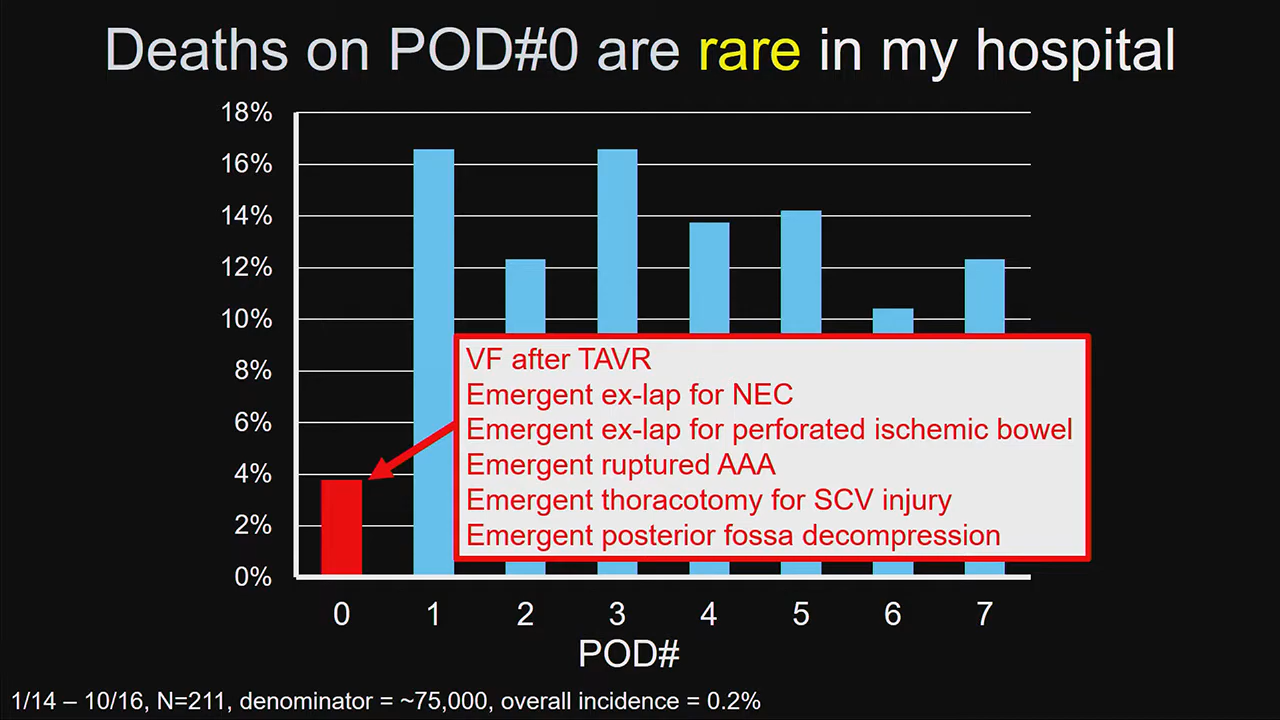 Deaths on POD#0 are rare in my hospital
18%
16%
14%
12%
10%
8%
6%
4%
2%
0%
VF after TAVR
Emergent ex-lap for NEC
Emergent ex-lap for perforated ischemic bowel
Emergent ruptured AAA
Emergent thoracotomy for SCV injury
Emergent posterior fossa decompression
0 1 2 3 4 5 6 7
POD#
1/14 – 10/16, N=211, denominator = ~75,000, overall incidence = 0.2%